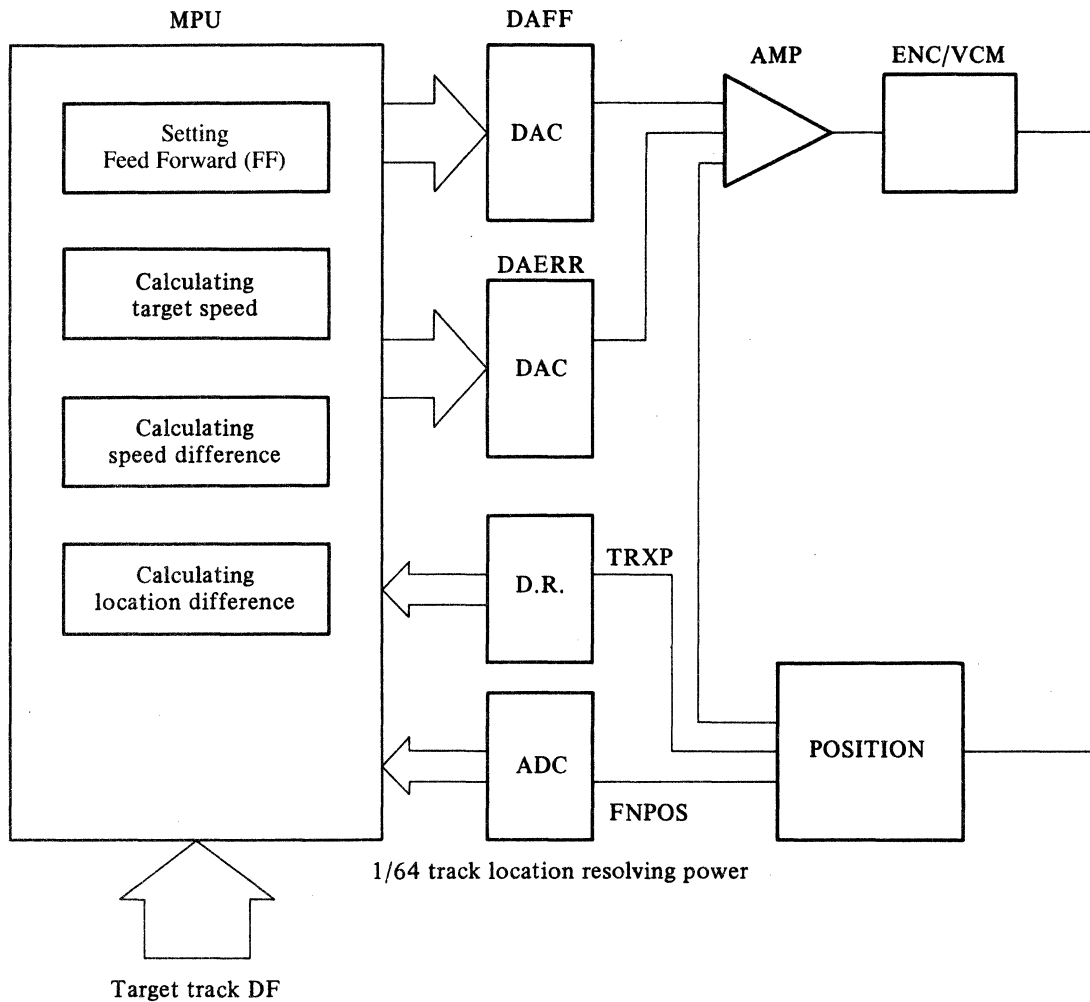 MPU
DAFF
AMP
ENC/VCM
Setting
Feed Forward (FF)
DAC
DAERR
Calculating
target speed
DAC
Calculating
speed difference
Calculating
location difference
D.R.
TRXP
ADC
FNPOS
POSITION
1/64 track location resolving power
Target track DF